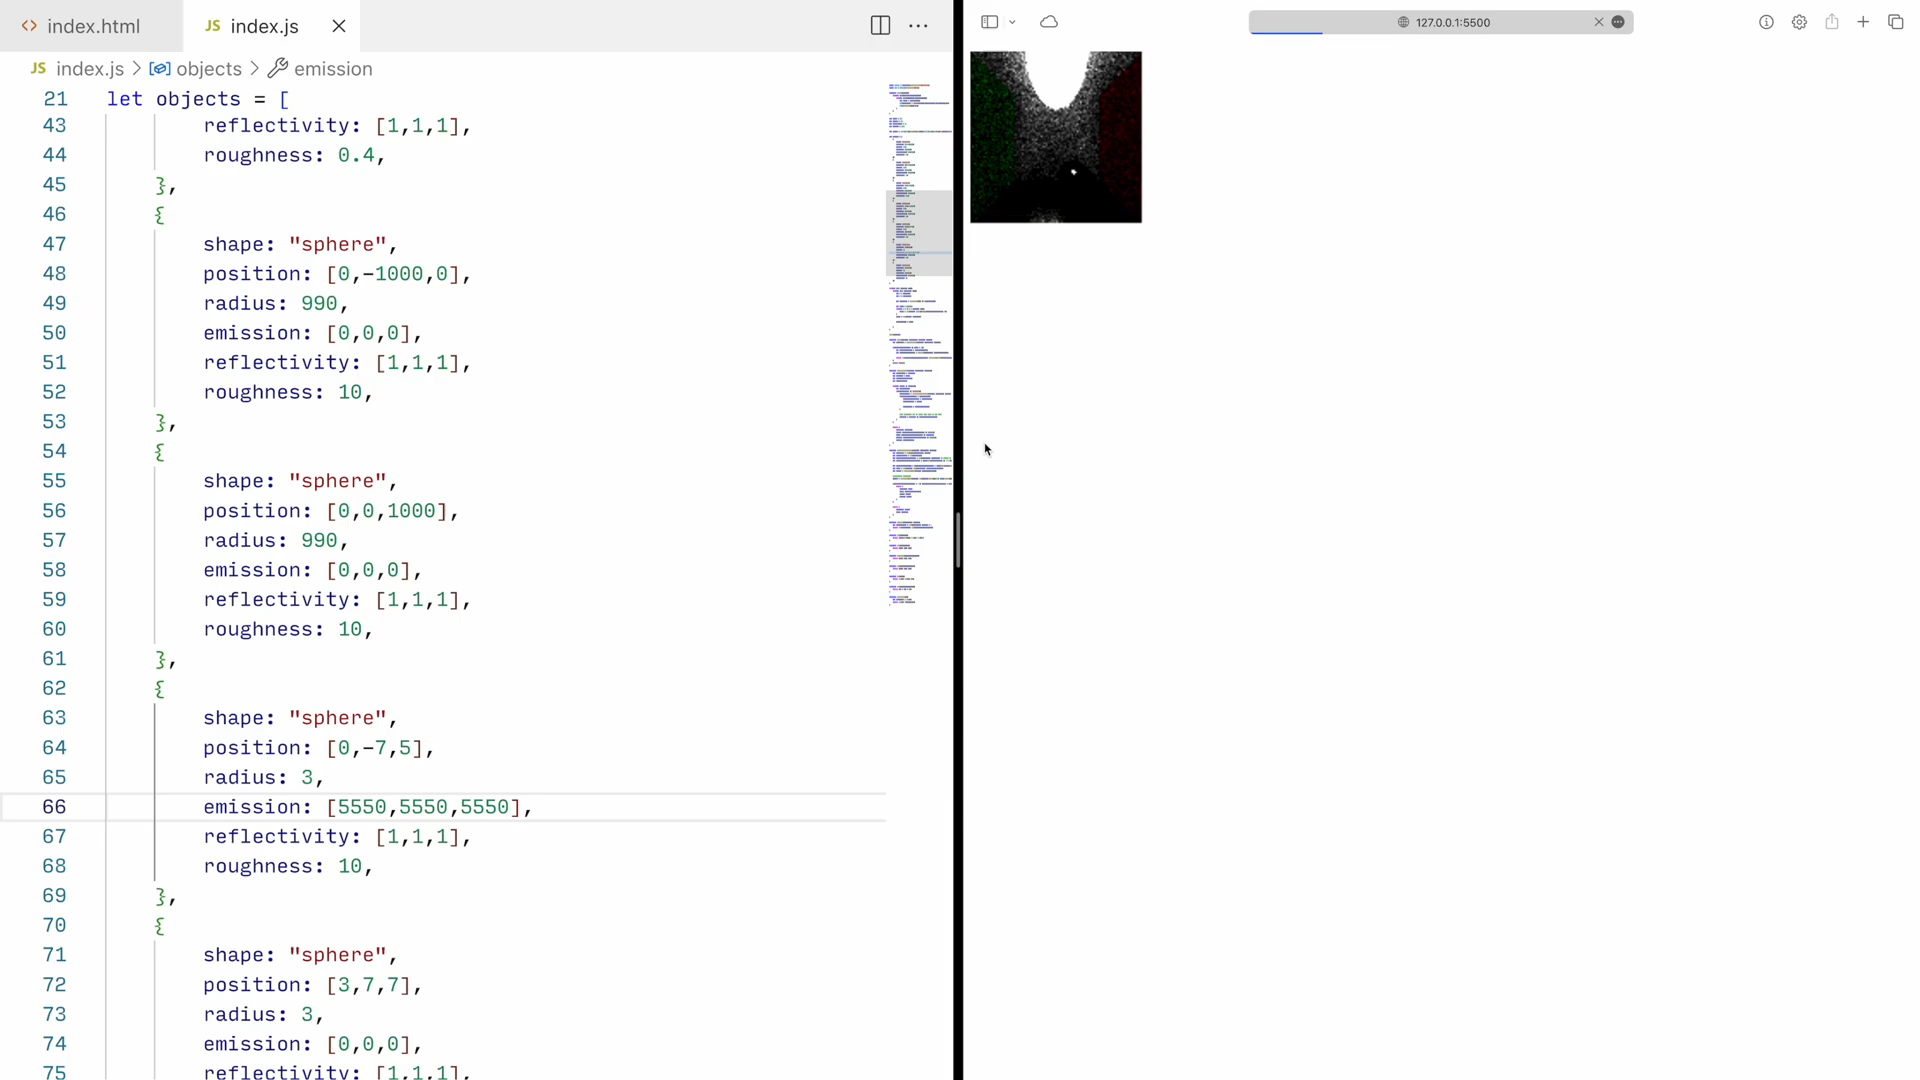 index.html
JS index.js
127.0.0.1:5500
JS index.js > objects > emission
21 let objects = [
43 reflectivity: [1,1,1],
44 roughness: 0.4,
45 },
46 {
47 shape: "sphere",
48 position: [0,-1000,0],
49 radius: 990,
50 emission: [0,0,0],
51 reflectivity: [1,1,1],
52 roughness: 10,
53 },
54 {
55 shape: "sphere",
56 position: [0,0,1000],
57 radius: 990,
58 emission: [0,0,0],
59 reflectivity: [1,1,1],
60 roughness: 10,
61 },
62 {
63 shape: "sphere",
64 position: [0,-7,5],
65 radius: 3,
66 emission: [5550,5550,5550],
67 reflectivity: [1,1,1],
68 roughness: 10,
69 },
70 {
71 shape: "sphere",
72 position: [3,7,7],
73 radius: 3,
74 emission: [0,0,0],
75 reflectivity: [1,1,1],